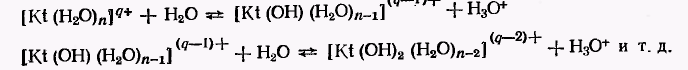 [Kt (H₂O)ₙ]^q+ + H₂O ⇄ [Kt (OH) (H₂O)ₙ₋₁]^(q—1)+ + H₃O⁺
[Kt (OH) (H₂O)ₙ₋₁]^(q—1)+ + H₂O ⇄ [Kt (OH)₂ (H₂O)ₙ₋₂]^(q—2)+ + H₃O⁺ и т. д.